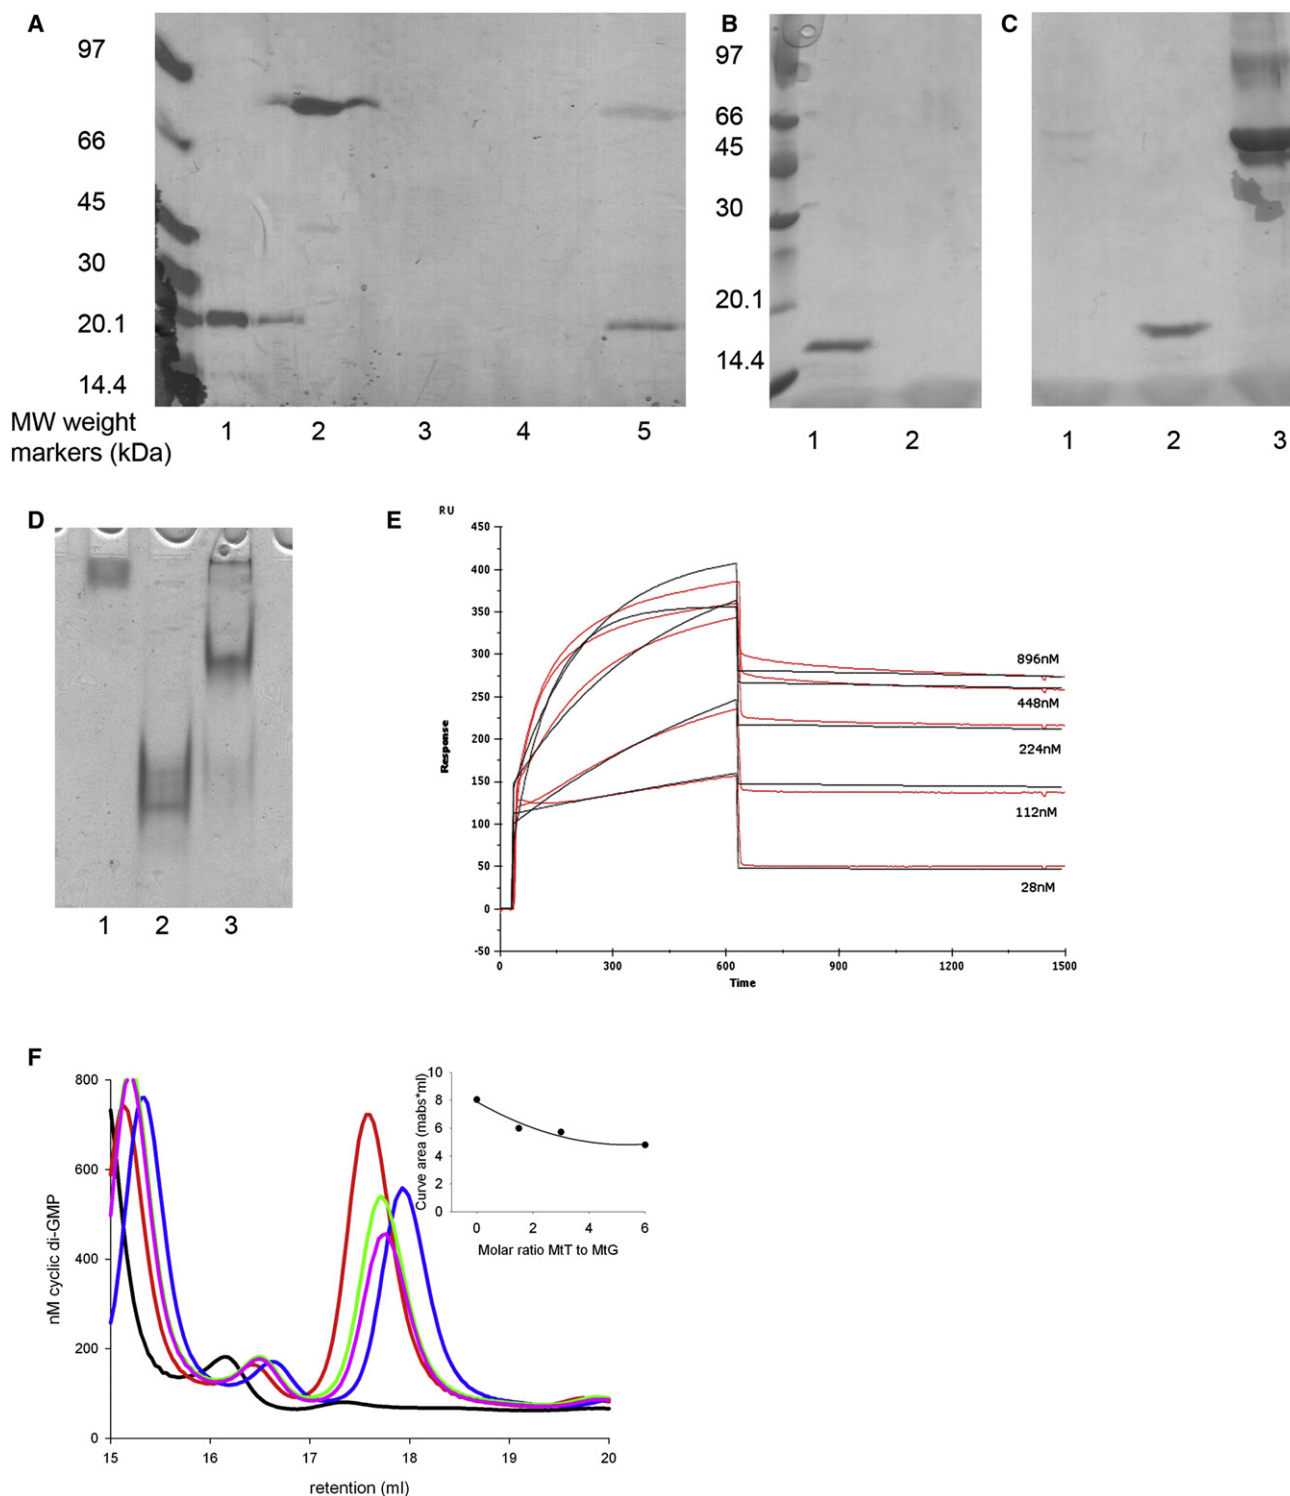 A
97
66
45
30
20.1
14.4
MW weight
markers (kDa)
1 2 3 4 5
B
97
66
45
30
20.1
14.4
1 2
C
1 2 3
D
1 2 3
E
RU
450
400
350
300
250
200
150
100
50
0
-50
Response
0 300 600 900 1200 1500
Time
896nM
448nM
224nM
112nM
28nM
F
800
600
400
200
0
nM cyclic di-GMP
15 16 17 18 19 20
retention (ml)
10
8
6
4
2
0
Curve area (mabs*ml)
0 2 4 6
Molar ratio MtT to MtG